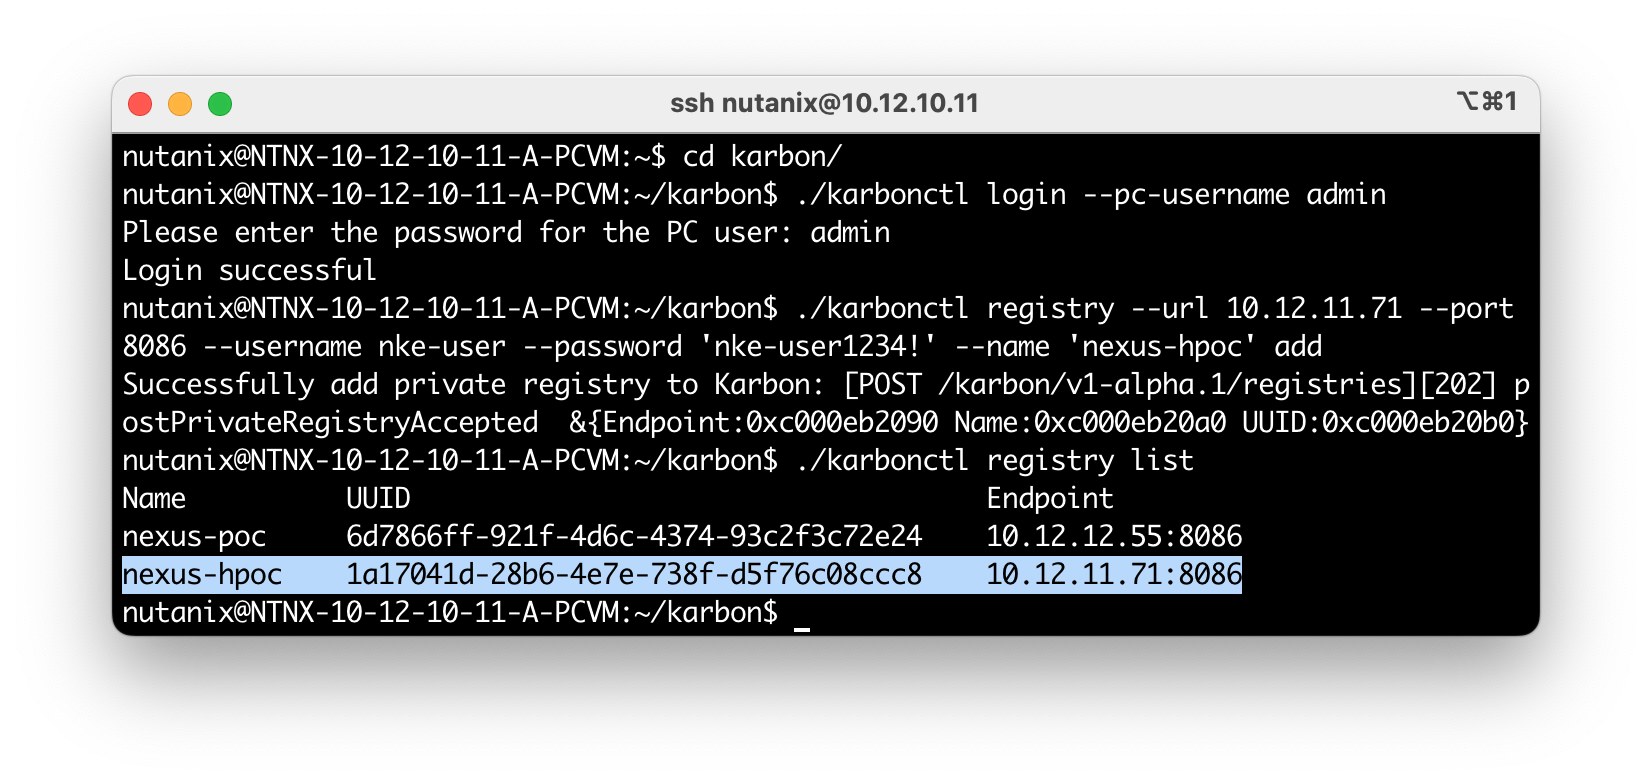 ssh nutanix@10.12.10.11
⌥⌘1
nutanix@NTNX-10-12-10-11-A-PCVM:~$ cd karbon/
nutanix@NTNX-10-12-10-11-A-PCVM:~/karbon$ ./karbonctl login --pc-username admin
Please enter the password for the PC user: admin
Login successful
nutanix@NTNX-10-12-10-11-A-PCVM:~/karbon$ ./karbonctl registry --url 10.12.11.71 --port
8086 --username nke-user --password 'nke-user1234!' --name 'nexus-hpoc' add
Successfully add private registry to Karbon: [POST /karbon/v1-alpha.1/registries][202] p
ostPrivateRegistryAccepted  &{Endpoint:0xc000eb2090 Name:0xc000eb20a0 UUID:0xc000eb20b0}
nutanix@NTNX-10-12-10-11-A-PCVM:~/karbon$ ./karbonctl registry list
Name          UUID                                    Endpoint
nexus-poc     6d7866ff-921f-4d6c-4374-93c2f3c72e24    10.12.12.55:8086
nexus-hpoc    1a17041d-28b6-4e7e-738f-d5f76c08ccc8    10.12.11.71:8086
nutanix@NTNX-10-12-10-11-A-PCVM:~/karbon$